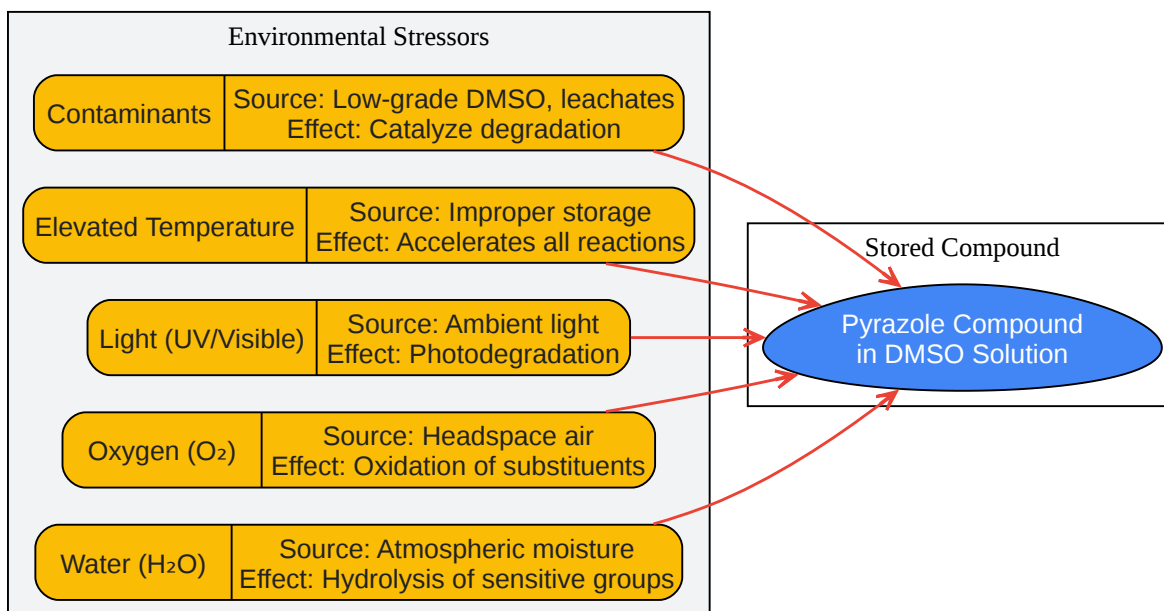 Environmental Stressors
Contaminants
Source: Low-grade DMSO, leachates
Effect: Catalyze degradation
Elevated Temperature
Source: Improper storage
Effect: Accelerates all reactions
Light (UV/Visible)
Source: Ambient light
Effect: Photodegradation
Oxygen (O₂)
Source: Headspace air
Effect: Oxidation of substituents
Water (H₂O)
Source: Atmospheric moisture
Effect: Hydrolysis of sensitive groups
Stored Compound
Pyrazole Compound
in DMSO Solution